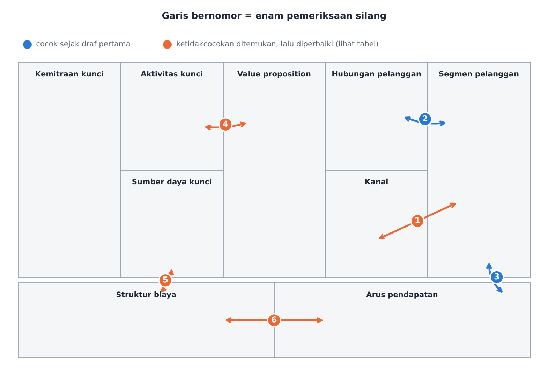 Garis bernomor = enam pemeriksaan silang
cocok sejak draf pertama
ketidakcocokan ditemukan, lalu diperbaiki (lihat tabel)
Kemitraan kunci
Aktivitas kunci
Value proposition
Hubungan pelanggan
Segmen pelanggan
4
2
Sumber daya kunci
Kanal
1
5
3
Struktur biaya
Arus pendapatan
6